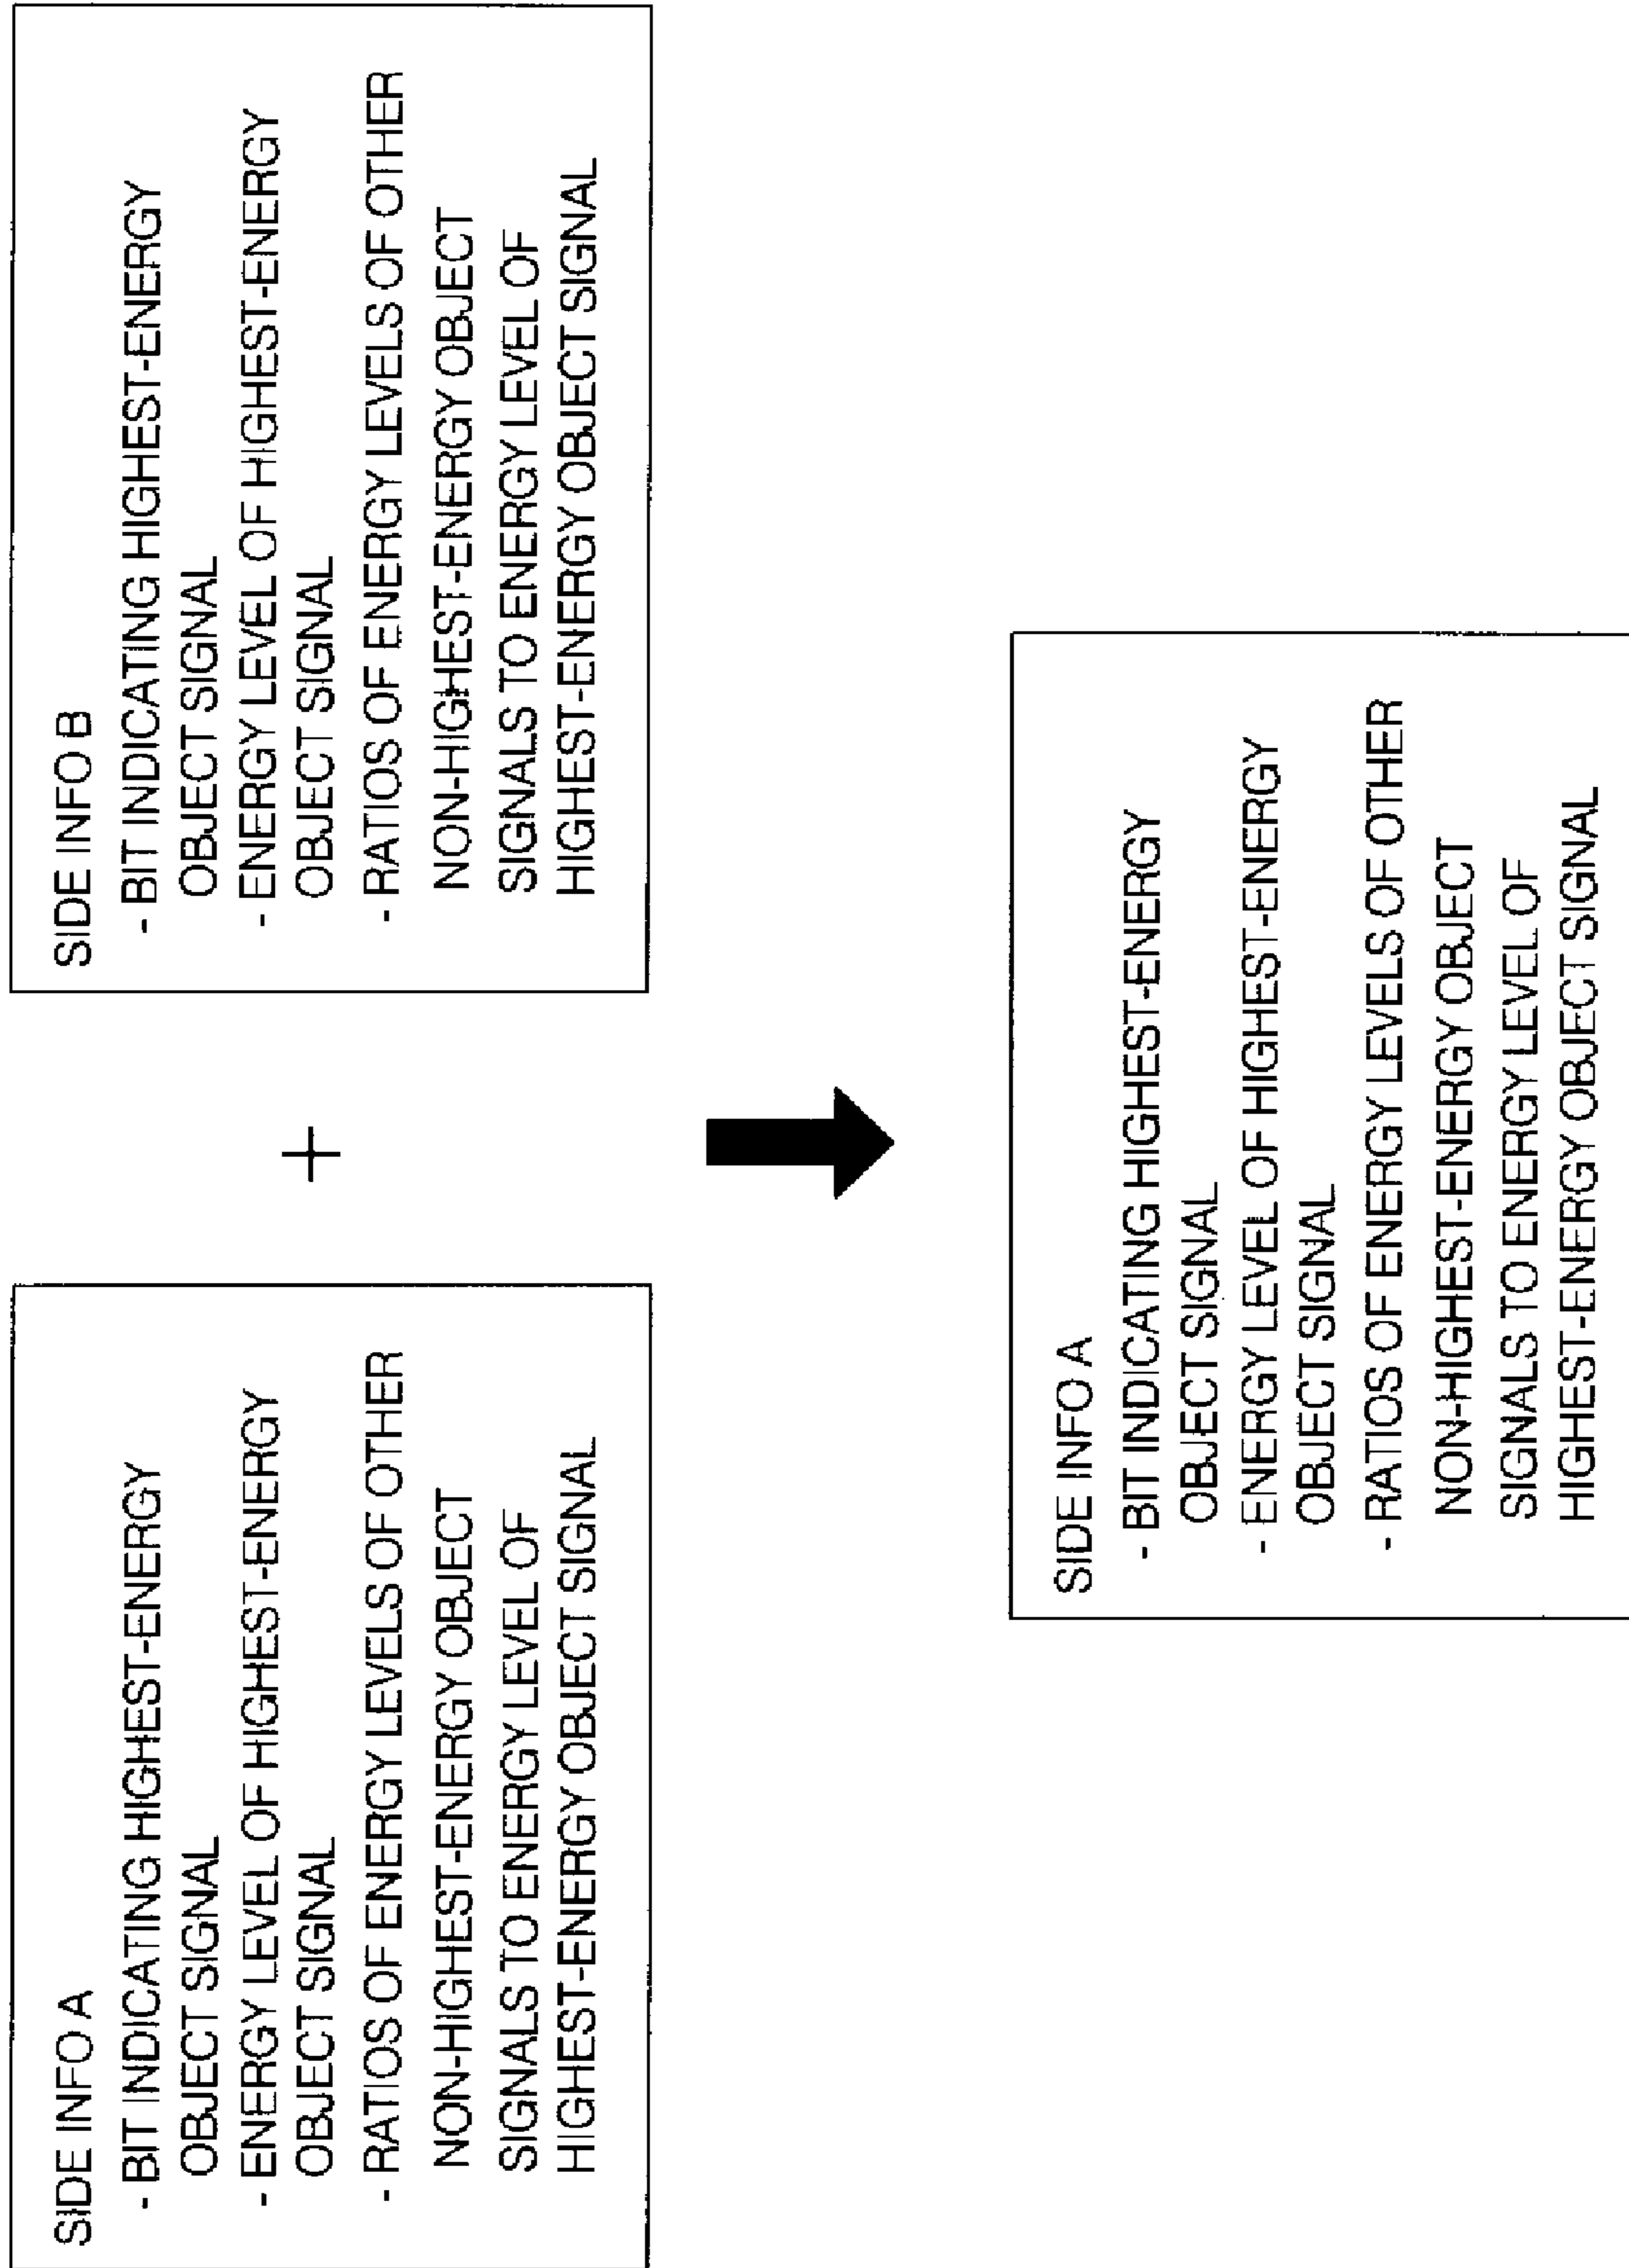 SIDE INFO A
- BIT INDICATING HIGHEST-ENERGY
OBJECT SIGNAL
- ENERGY LEVEL OF HIGHEST-ENERGY
OBJECT SIGNAL
- RATIOS OF ENERGY LEVELS OF OTHER
NON-HIGHEST-ENERGY OBJECT
SIGNALS TO ENERGY LEVEL OF
HIGHEST-ENERGY OBJECT SIGNAL
+
SIDE INFO B
- BIT INDICATING HIGHEST-ENERGY
OBJECT SIGNAL
- ENERGY LEVEL OF HIGHEST-ENERGY
OBJECT SIGNAL
- RATIOS OF ENERGY LEVELS OF OTHER
NON-HIGHEST-ENERGY OBJECT
SIGNALS TO ENERGY LEVEL OF
HIGHEST-ENERGY OBJECT SIGNAL
SIDE INFO A
- BIT INDICATING HIGHEST-ENERGY
OBJECT SIGNAL
- ENERGY LEVEL OF HIGHEST-ENERGY
OBJECT SIGNAL
- RATIOS OF ENERGY LEVELS OF OTHER
NON-HIGHEST-ENERGY OBJECT
SIGNALS TO ENERGY LEVEL OF
HIGHEST-ENERGY OBJECT SIGNAL